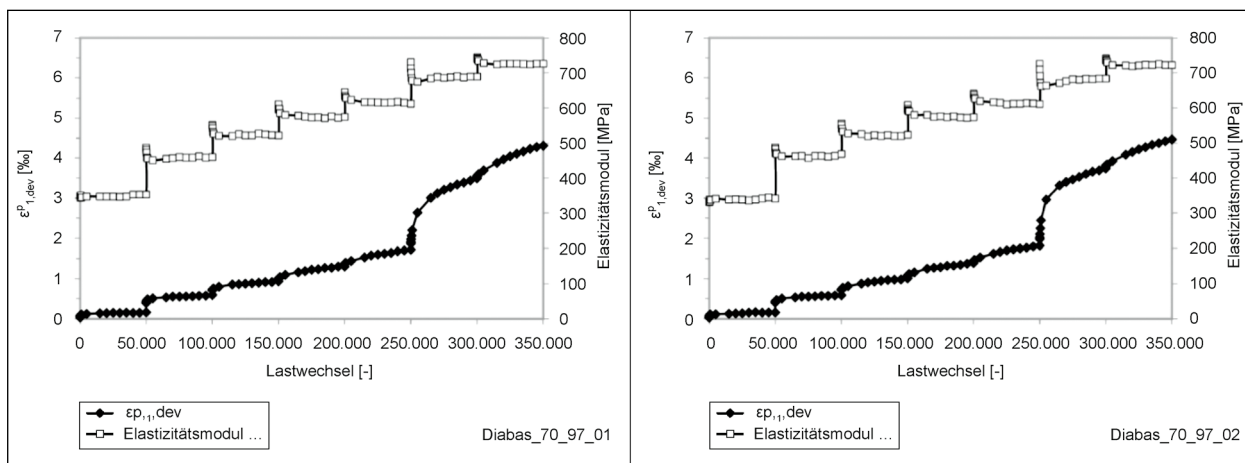 7
6
5
4
3
2
1
0
εᵖ₁,dev [‰]
800
700
600
500
400
300
200
100
0
Elastizitätsmodul [MPa]
0 50.000 100.000 150.000 200.000 250.000 300.000 350.000
Lastwechsel [-]
εp,₁,dev
Elastizitätsmodul ...
Diabas_70_97_01
7
6
5
4
3
2
1
0
εᵖ₁,dev [‰]
800
700
600
500
400
300
200
100
0
Elastizitätsmodul [MPa]
0 50.000 100.000 150.000 200.000 250.000 300.000 350.000
Lastwechsel [-]
εp,₁,dev
Elastizitätsmodul ...
Diabas_70_97_02